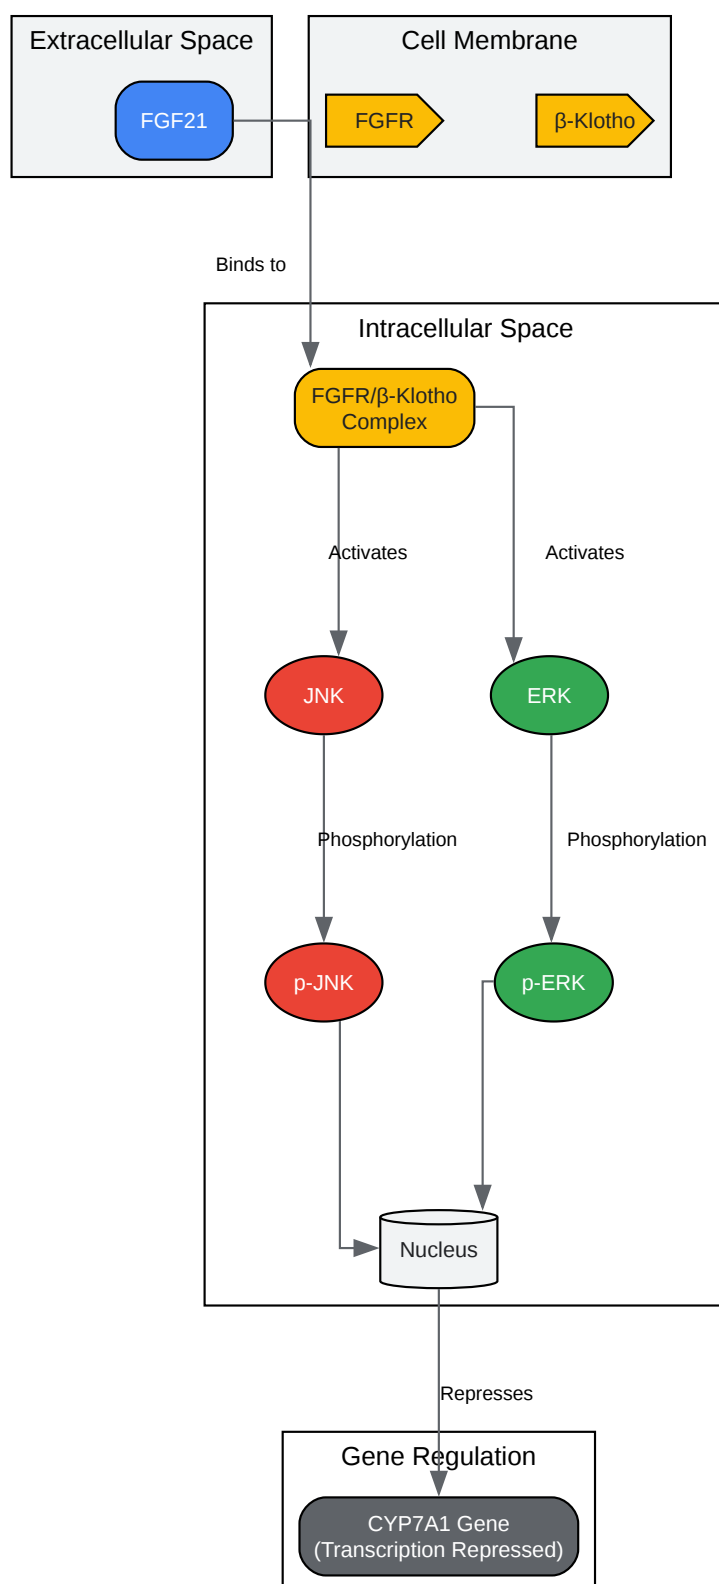 Extracellular Space
Cell Membrane
FGF21
FGFR
β-Klotho
Binds to
Intracellular Space
FGFR/β-Klotho
Complex
Activates
Activates
JNK
ERK
Phosphorylation
Phosphorylation
p-JNK
p-ERK
Nucleus
Represses
Gene Regulation
CYP7A1 Gene
(Transcription Repressed)